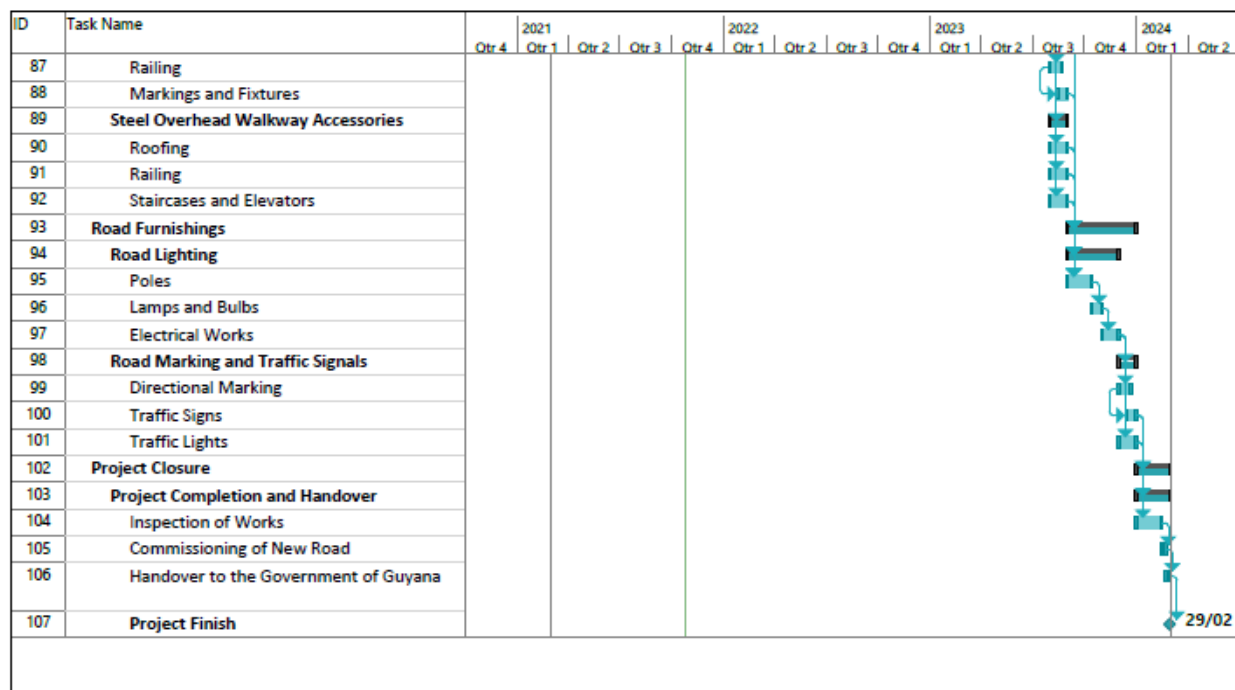 ID Task Name 2021 2022 2023 2024
Qtr 4 Qtr 1 Qtr 2 Qtr 3 Qtr 4 Qtr 1 Qtr 2 Qtr 3 Qtr 4 Qtr 1 Qtr 2 Qtr 3 Qtr 4 Qtr 1 Qtr 2
87 Railing
88 Markings and Fixtures
89 Steel Overhead Walkway Accessories
90 Roofing
91 Railing
92 Staircases and Elevators
93 Road Furnishings
94 Road Lighting
95 Poles
96 Lamps and Bulbs
97 Electrical Works
98 Road Marking and Traffic Signals
99 Directional Marking
100 Traffic Signs
101 Traffic Lights
102 Project Closure
103 Project Completion and Handover
104 Inspection of Works
105 Commissioning of New Road
106 Handover to the Government of Guyana
107 Project Finish 29/02